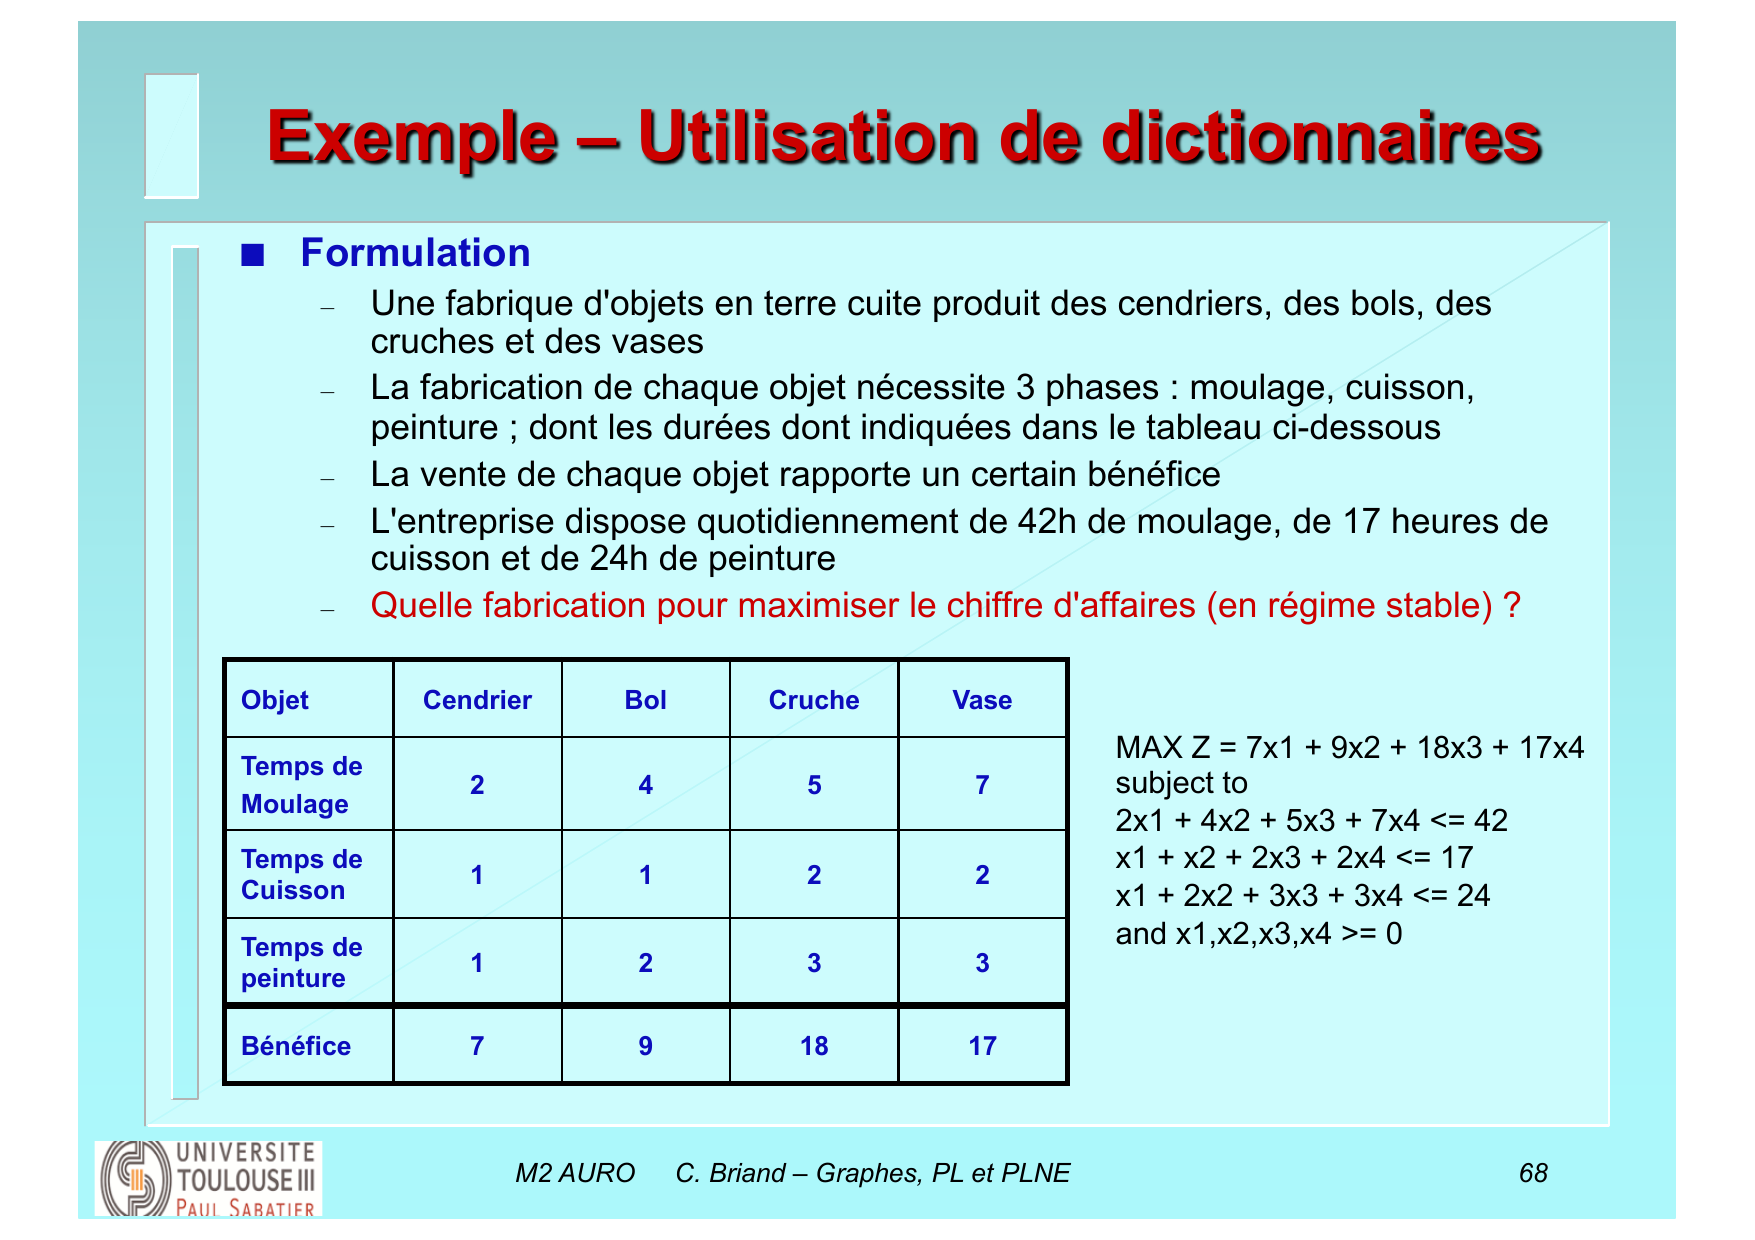 Exemple – Utilisation de dictionnaires
■ Formulation
– Une fabrique d'objets en terre cuite produit des cendriers, des bols, des
cruches et des vases
– La fabrication de chaque objet nécessite 3 phases : moulage, cuisson,
peinture ; dont les durées dont indiquées dans le tableau ci-dessous
– La vente de chaque objet rapporte un certain bénéfice
– L'entreprise dispose quotidiennement de 42h de moulage, de 17 heures de
cuisson et de 24h de peinture
– Quelle fabrication pour maximiser le chiffre d'affaires (en régime stable) ?
Objet Cendrier Bol Cruche Vase
Temps de
Moulage 2 4 5 7
Temps de
Cuisson 1 1 2 2
Temps de
peinture 1 2 3 3
Bénéfice 7 9 18 17
MAX Z = 7x1 + 9x2 + 18x3 + 17x4
subject to
2x1 + 4x2 + 5x3 + 7x4 <= 42
x1 + x2 + 2x3 + 2x4 <= 17
x1 + 2x2 + 3x3 + 3x4 <= 24
and x1,x2,x3,x4 >= 0
UNIVERSITE
TOULOUSE III
PAUL SABATIER
M2 AURO C. Briand – Graphes, PL et PLNE 68